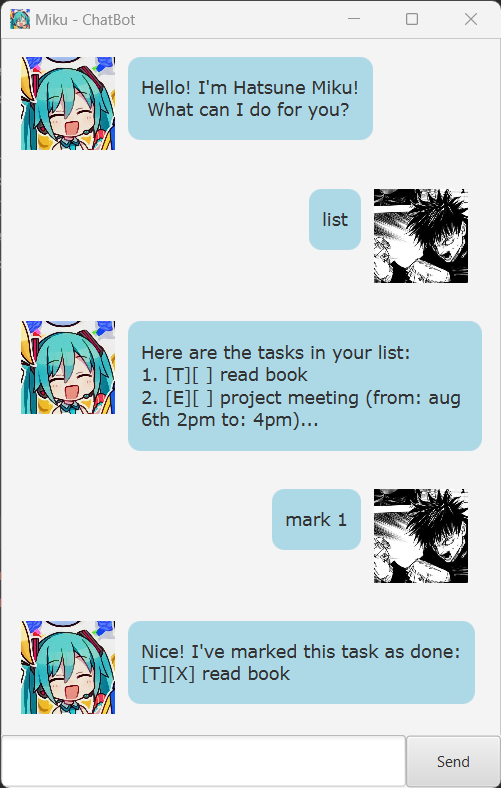 Miku - ChatBot
Hello! I'm Hatsune Miku!
What can I do for you?
list
Here are the tasks in your list:
1. [T][ ] read book
2. [E][ ] project meeting (from: aug
6th 2pm to: 4pm)...
mark 1
Nice! I've marked this task as done:
[T][X] read book
Send